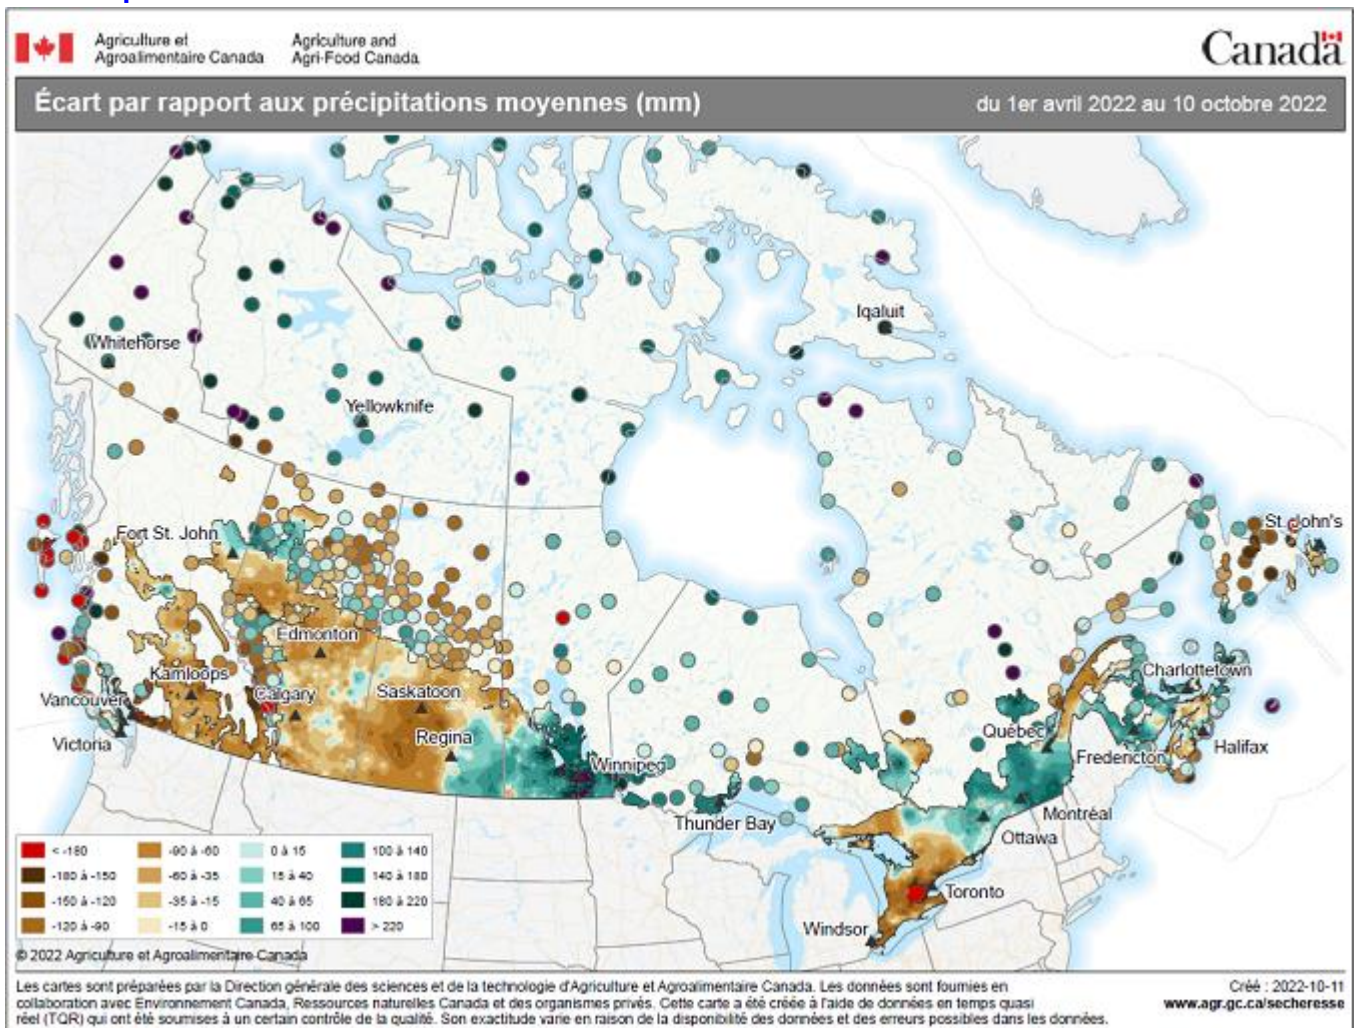 Agriculture et Agriculture and
Agroalimentaire Canada Agri-Food Canada
Canada
Écart par rapport aux précipitations moyennes (mm) du 1er avril 2022 au 10 octobre 2022
Iqaluit
Whitehorse
Yellowknife
St. John's
Fort St. John
Edmonton
Kamloops
Charlottetown
Calgary
Saskatoon
Vancouver
Québec
Regina
Victoria
Halifax
Fredericton
Winnipeg
Montréal
Thunder Bay
Ottawa
Toronto
Windsor
< -180 -90 à -60 0 à 15 100 à 140
-180 à -150 -60 à -35 15 à 40 140 à 180
-150 à -120 -35 à -15 40 à 65 180 à 220
-120 à -90 -15 à 0 65 à 100 > 220
© 2022 Agriculture et Agroalimentaire Canada
Les cartes sont préparées par la Direction générale des sciences et de la technologie d'Agriculture et Agroalimentaire Canada. Les données sont fournies en
collaboration avec Environnement Canada, Ressources naturelles Canada et des organismes privés. Cette carte a été créée à l'aide de données en temps quasi
réel (TQR) qui ont été soumises à un certain contrôle de la qualité. Son exactitude varie en raison de la disponibilité des données et des erreurs possibles dans les données.
Créé : 2022-10-11
www.agr.gc.ca/secheresse